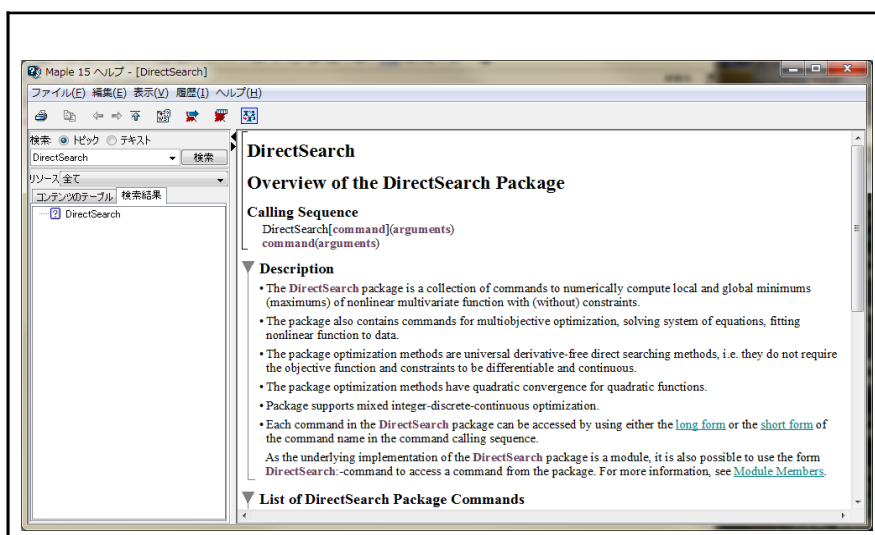 Maple 15 ヘルプ - [DirectSearch]
ファイル(F) 編集(E) 表示(V) 履歴(I) ヘルプ(H)
検索: トピック テキスト
DirectSearch 検索
リソース 全て
コンテンツのテーブル 検索結果
DirectSearch
DirectSearch
Overview of the DirectSearch Package
Calling Sequence
DirectSearch[command](arguments)
command(arguments)
Description
• The DirectSearch package is a collection of commands to numerically compute local and global minimums
(maximums) of nonlinear multivariate function with (without) constraints.
• The package also contains commands for multiobjective optimization, solving system of equations, fitting
nonlinear function to data.
• The package optimization methods are universal derivative-free direct searching methods, i.e. they do not require
the objective function and constraints to be differentiable and continuous.
• The package optimization methods have quadratic convergence for quadratic functions.
• Package supports mixed integer-discrete-continuous optimization.
• Each command in the DirectSearch package can be accessed by using either the long form or the short form of
the command name in the command calling sequence.
As the underlying implementation of the DirectSearch package is a module, it is also possible to use the form
DirectSearch:-command to access a command from the package. For more information, see Module Members.
List of DirectSearch Package Commands